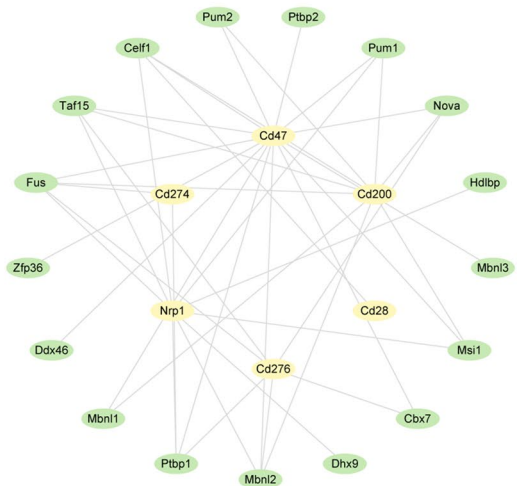 Pum2
Ptbp2
Celf1
Pum1
Taf15
Nova
Cd47
Fus
Cd274
Cd200
Hdlbp
Zfp36
Mbnl3
Nrp1
Cd28
Ddx46
Msi1
Cd276
Mbnl1
Cbx7
Ptbp1
Dhx9
Mbnl2